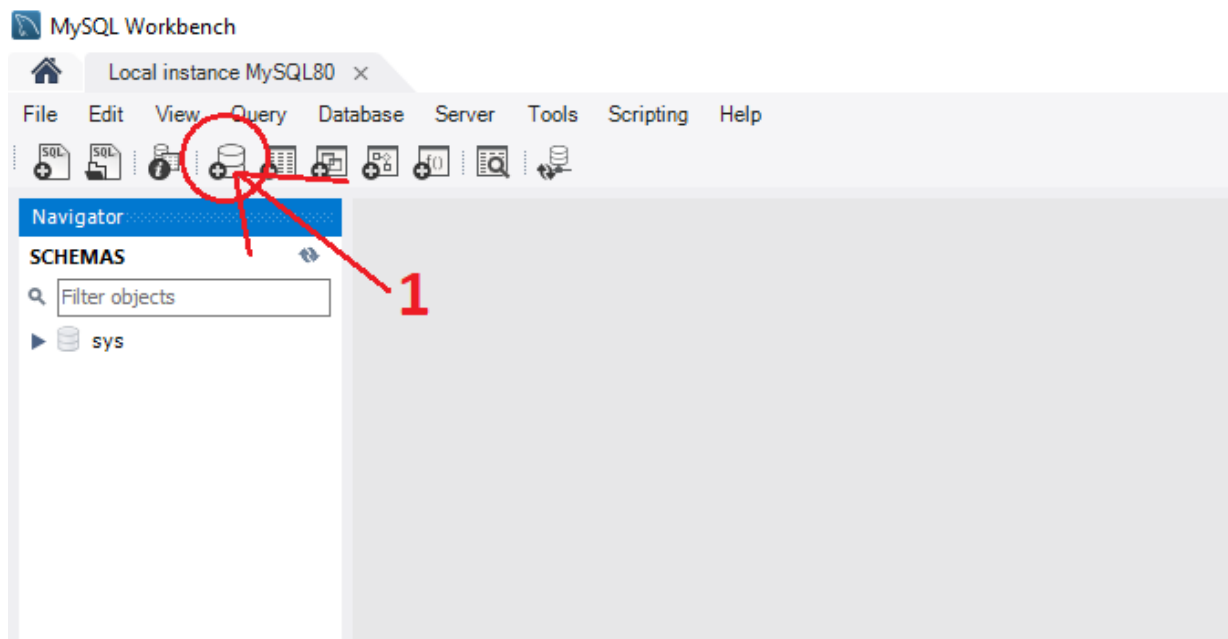 MySQL Workbench
Local instance MySQL80 ×
File Edit View Query Database Server Tools Scripting Help
SQL SQL f()
Navigator
SCHEMAS
Filter objects
sys
1